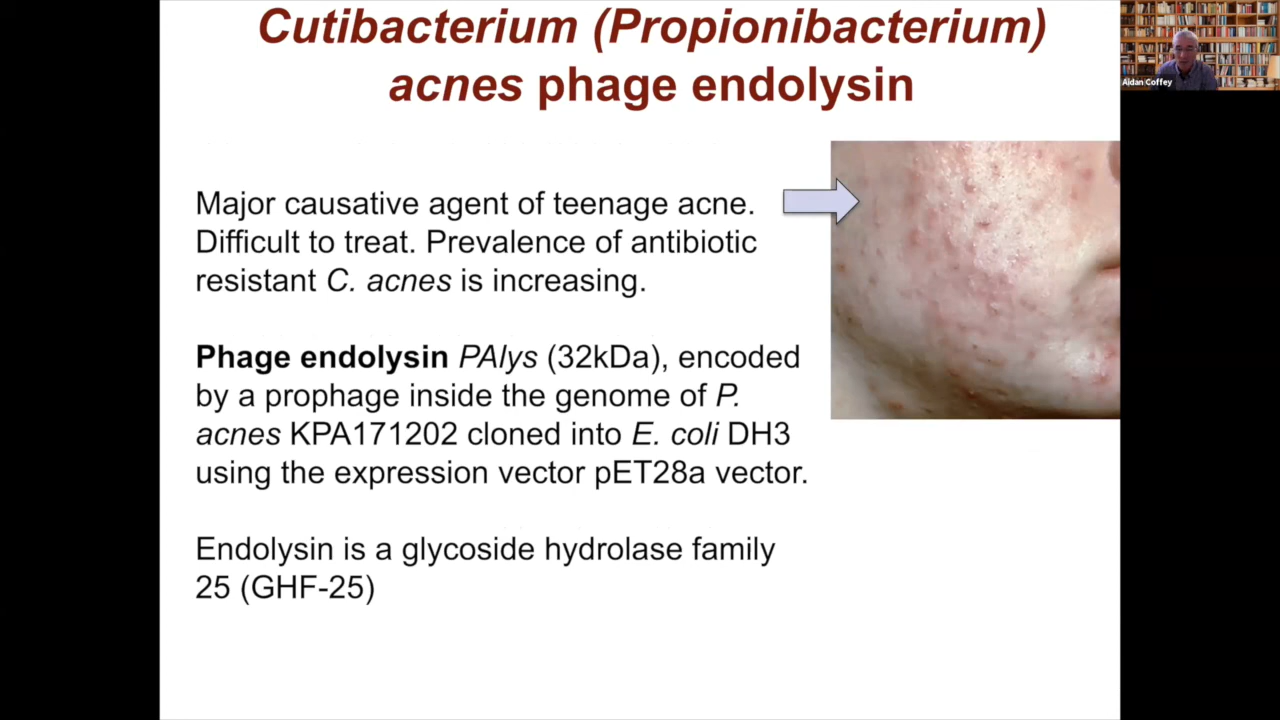 Cutibacterium (Propionibacterium)
acnes phage endolysin
Aidan Coffey
Major causative agent of teenage acne.
Difficult to treat. Prevalence of antibiotic
resistant C. acnes is increasing.
Phage endolysin PAlys (32kDa), encoded
by a prophage inside the genome of P.
acnes KPA171202 cloned into E. coli DH3
using the expression vector pET28a vector.
Endolysin is a glycoside hydrolase family
25 (GHF-25)